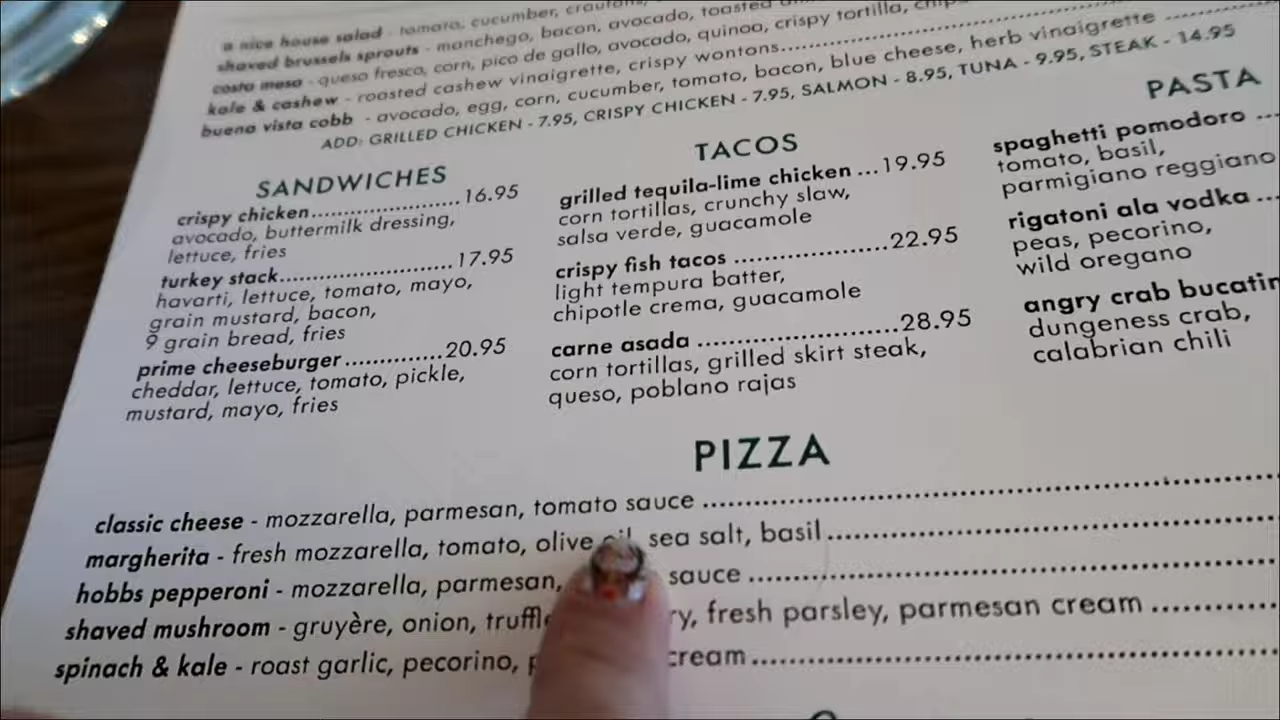 a nice house salad - tomato, cucumber, croutons,
shaved brussels sprouts - manchego, bacon, avocado, toasted
costa mesa - queso fresco, corn, pico de gallo, avocado, quinoa, crispy tortilla,
kale & cashew - roasted cashew vinaigrette, crispy wontons
buena vista cobb - avocado, egg, corn, cucumber, tomato, bacon, blue cheese, herb vinaigrette
ADD: GRILLED CHICKEN - 7.95, CRISPY CHICKEN - 7.95, SALMON - 8.95, TUNA - 9.95, STEAK - 14.95
SANDWICHES
crispy chicken 16.95
avocado, buttermilk dressing,
lettuce, fries
turkey stack 17.95
havarti, lettuce, tomato, mayo,
grain mustard, bacon,
9 grain bread, fries
prime cheeseburger 20.95
cheddar, lettuce, tomato, pickle,
mustard, mayo, fries
TACOS
grilled tequila-lime chicken ...19.95
corn tortillas, crunchy slaw,
salsa verde, guacamole
crispy fish tacos 22.95
light tempura batter,
chipotle crema, guacamole
carne asada 28.95
corn tortillas, grilled skirt steak,
queso, poblano rajas
PASTA
spaghetti pomodoro ...
tomato, basil,
parmigiano reggiano
rigatoni ala vodka ...
peas, pecorino,
wild oregano
angry crab bucatin
dungeness crab,
calabrian chili
PIZZA
classic cheese - mozzarella, parmesan, tomato sauce
margherita - fresh mozzarella, tomato, olive oil, sea salt, basil
hobbs pepperoni - mozzarella, parmesan, sauce
shaved mushroom - gruyère, onion, fresh parsley, parmesan cream
spinach & kale - roast garlic, pecorino, cream